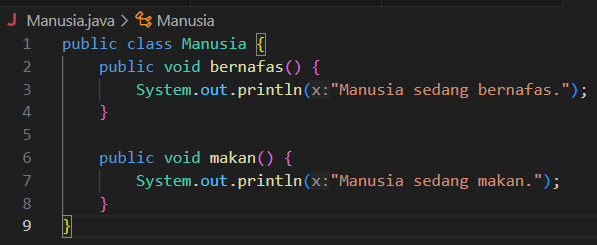 Manusia.java > Manusia
1 public class Manusia {
2     public void bernafas() {
3         System.out.println(x:"Manusia sedang bernafas.");
4     }
5
6     public void makan() {
7         System.out.println(x:"Manusia sedang makan.");
8     }
9 }